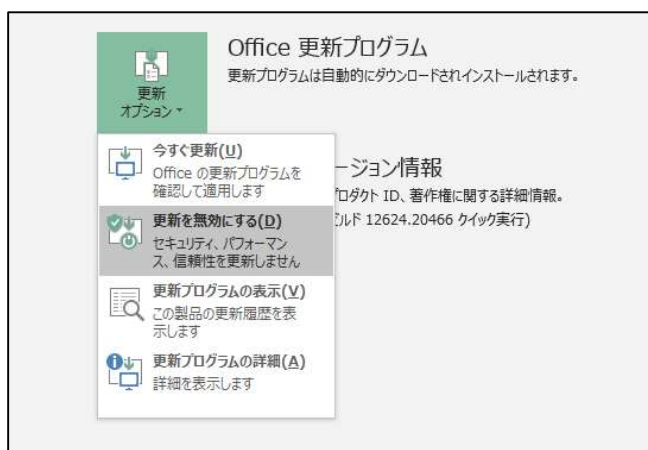 Office 更新プログラム
更新プログラムは自動的にダウンロードされインストールされます。
更新
オプション
今すぐ更新(U)
Office の更新プログラムを
確認して適用します
更新を無効にする(D)
セキュリティ、パフォーマン
ス、信頼性を更新しません
更新プログラムの表示(V)
この製品の更新履歴を表
示します
更新プログラムの詳細(A)
詳細を表示します
ージョン情報
ロダクト ID、著作権に関する詳細情報。
ビルド 12624.20466 クイック実行)